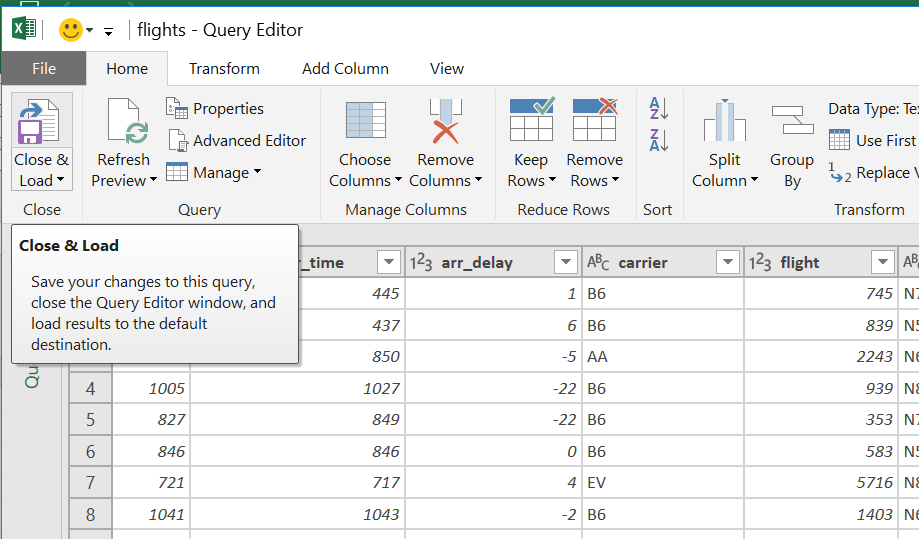 flights - Query Editor
File Home Transform Add Column View
Close & Load
Refresh Preview
Properties
Advanced Editor
Manage
Choose Columns
Remove Columns
Keep Rows
Remove Rows
A Z
Z A
Split Column
Group By
Data Type: Te
Use First
1 2 Replace V
Close Query Manage Columns Reduce Rows Sort Transform
Close & Load
Save your changes to this query,
close the Query Editor window, and
load results to the default
destination.
Qu
r_time 123 arr_delay ABC carrier 123 flight AB
445 1 B6 745 N7
437 6 B6 839 N5
850 -5 AA 2243 N6
4 1005 1027 -22 B6 939 N8
5 827 849 -22 B6 353 N7
6 846 846 0 B6 583 N5
7 721 717 4 EV 5716 N8
8 1041 1043 -2 B6 1403 N6